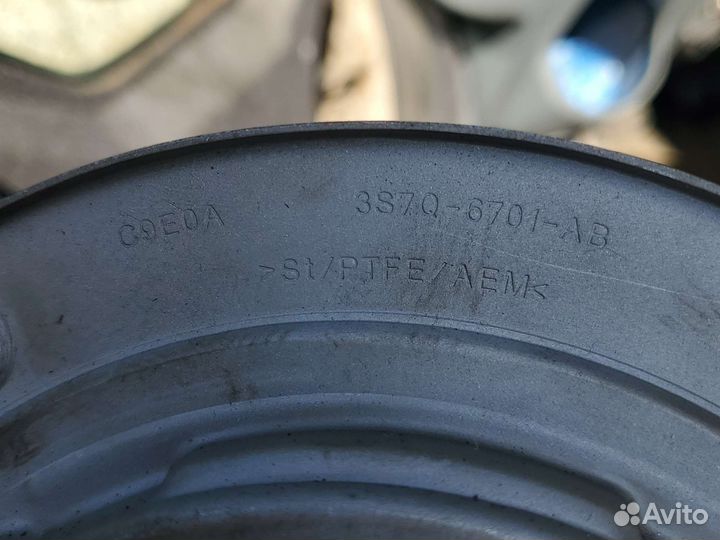 C9E0A 3S7Q-6701-AB
>St/PTFE/AEM<
Avito